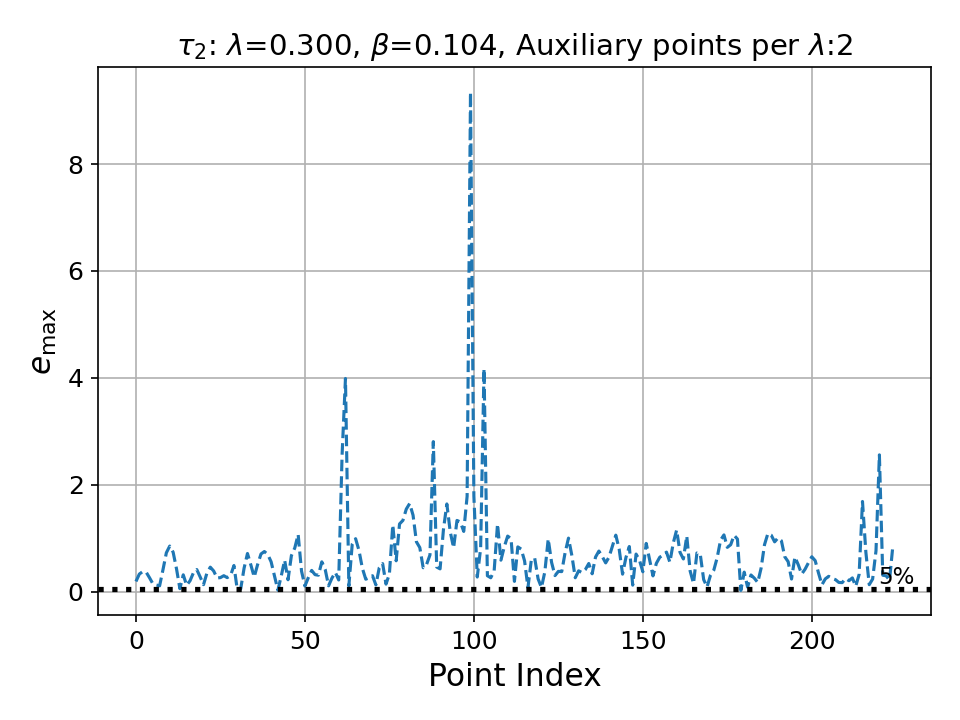 τ₂: λ=0.300, β=0.104, Auxiliary points per λ:2
e_max
8
6
4
2
0
5%
0 50 100 150 200
Point Index